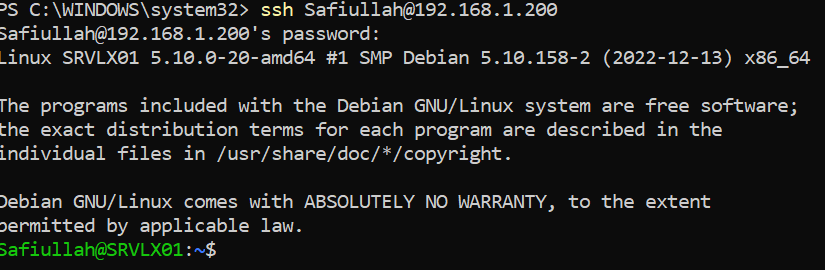 PS C:\WINDOWS\system32> ssh Safiullah@192.168.1.200
Safiullah@192.168.1.200's password:
Linux SRVLX01 5.10.0-20-amd64 #1 SMP Debian 5.10.158-2 (2022-12-13) x86_64
The programs included with the Debian GNU/Linux system are free software;
the exact distribution terms for each program are described in the
individual files in /usr/share/doc/*/copyright.
Debian GNU/Linux comes with ABSOLUTELY NO WARRANTY, to the extent
permitted by applicable law.
Safiullah@SRVLX01:~$